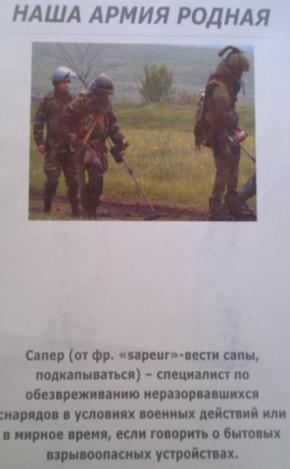 НАША АРМИЯ РОДНАЯ
Сапер (от фр. «sapeur»-вести сапы,
подкапываться) – специалист по
обезвреживанию неразорвавшихся
снарядов в условиях военных действий или
в мирное время, если говорить о бытовых
взрывоопасных устройствах.